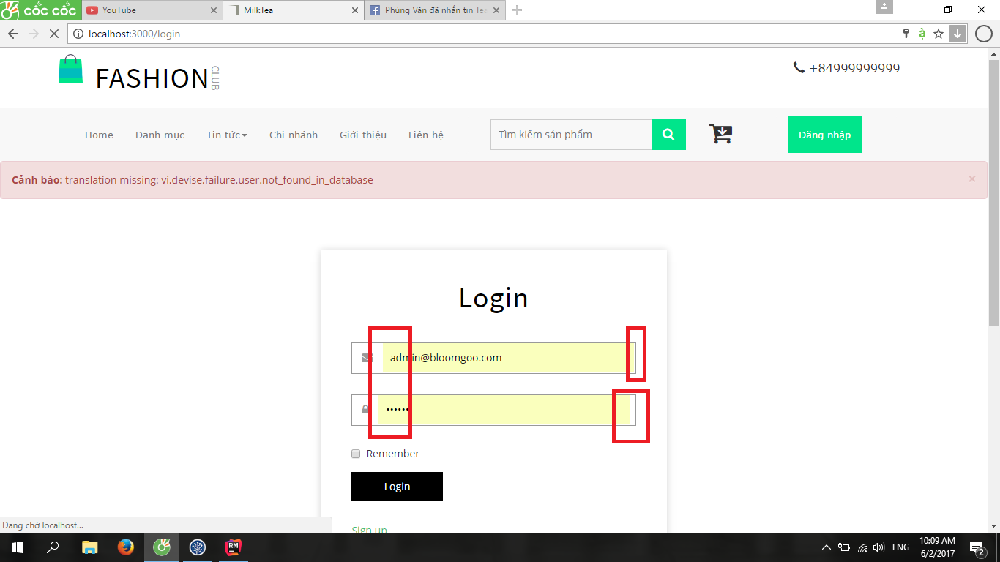 cốc cốc
YouTube
MilkTea
Phùng Văn đã nhắn tin Tea
localhost:3000/login
à
FASHION CLUB
+84999999999
Home
Danh mục
Tin tức
Chi nhánh
Giới thiệu
Liên hệ
Tìm kiếm sản phẩm
Đăng nhập
Cảnh báo: translation missing: vi.devise.failure.user.not_found_in_database
×
Login
admin@bloomgoo.com
••••••
Remember
Login
Sign up
Đang chờ localhost...
RM
ENG
10:09 AM
6/2/2017
2